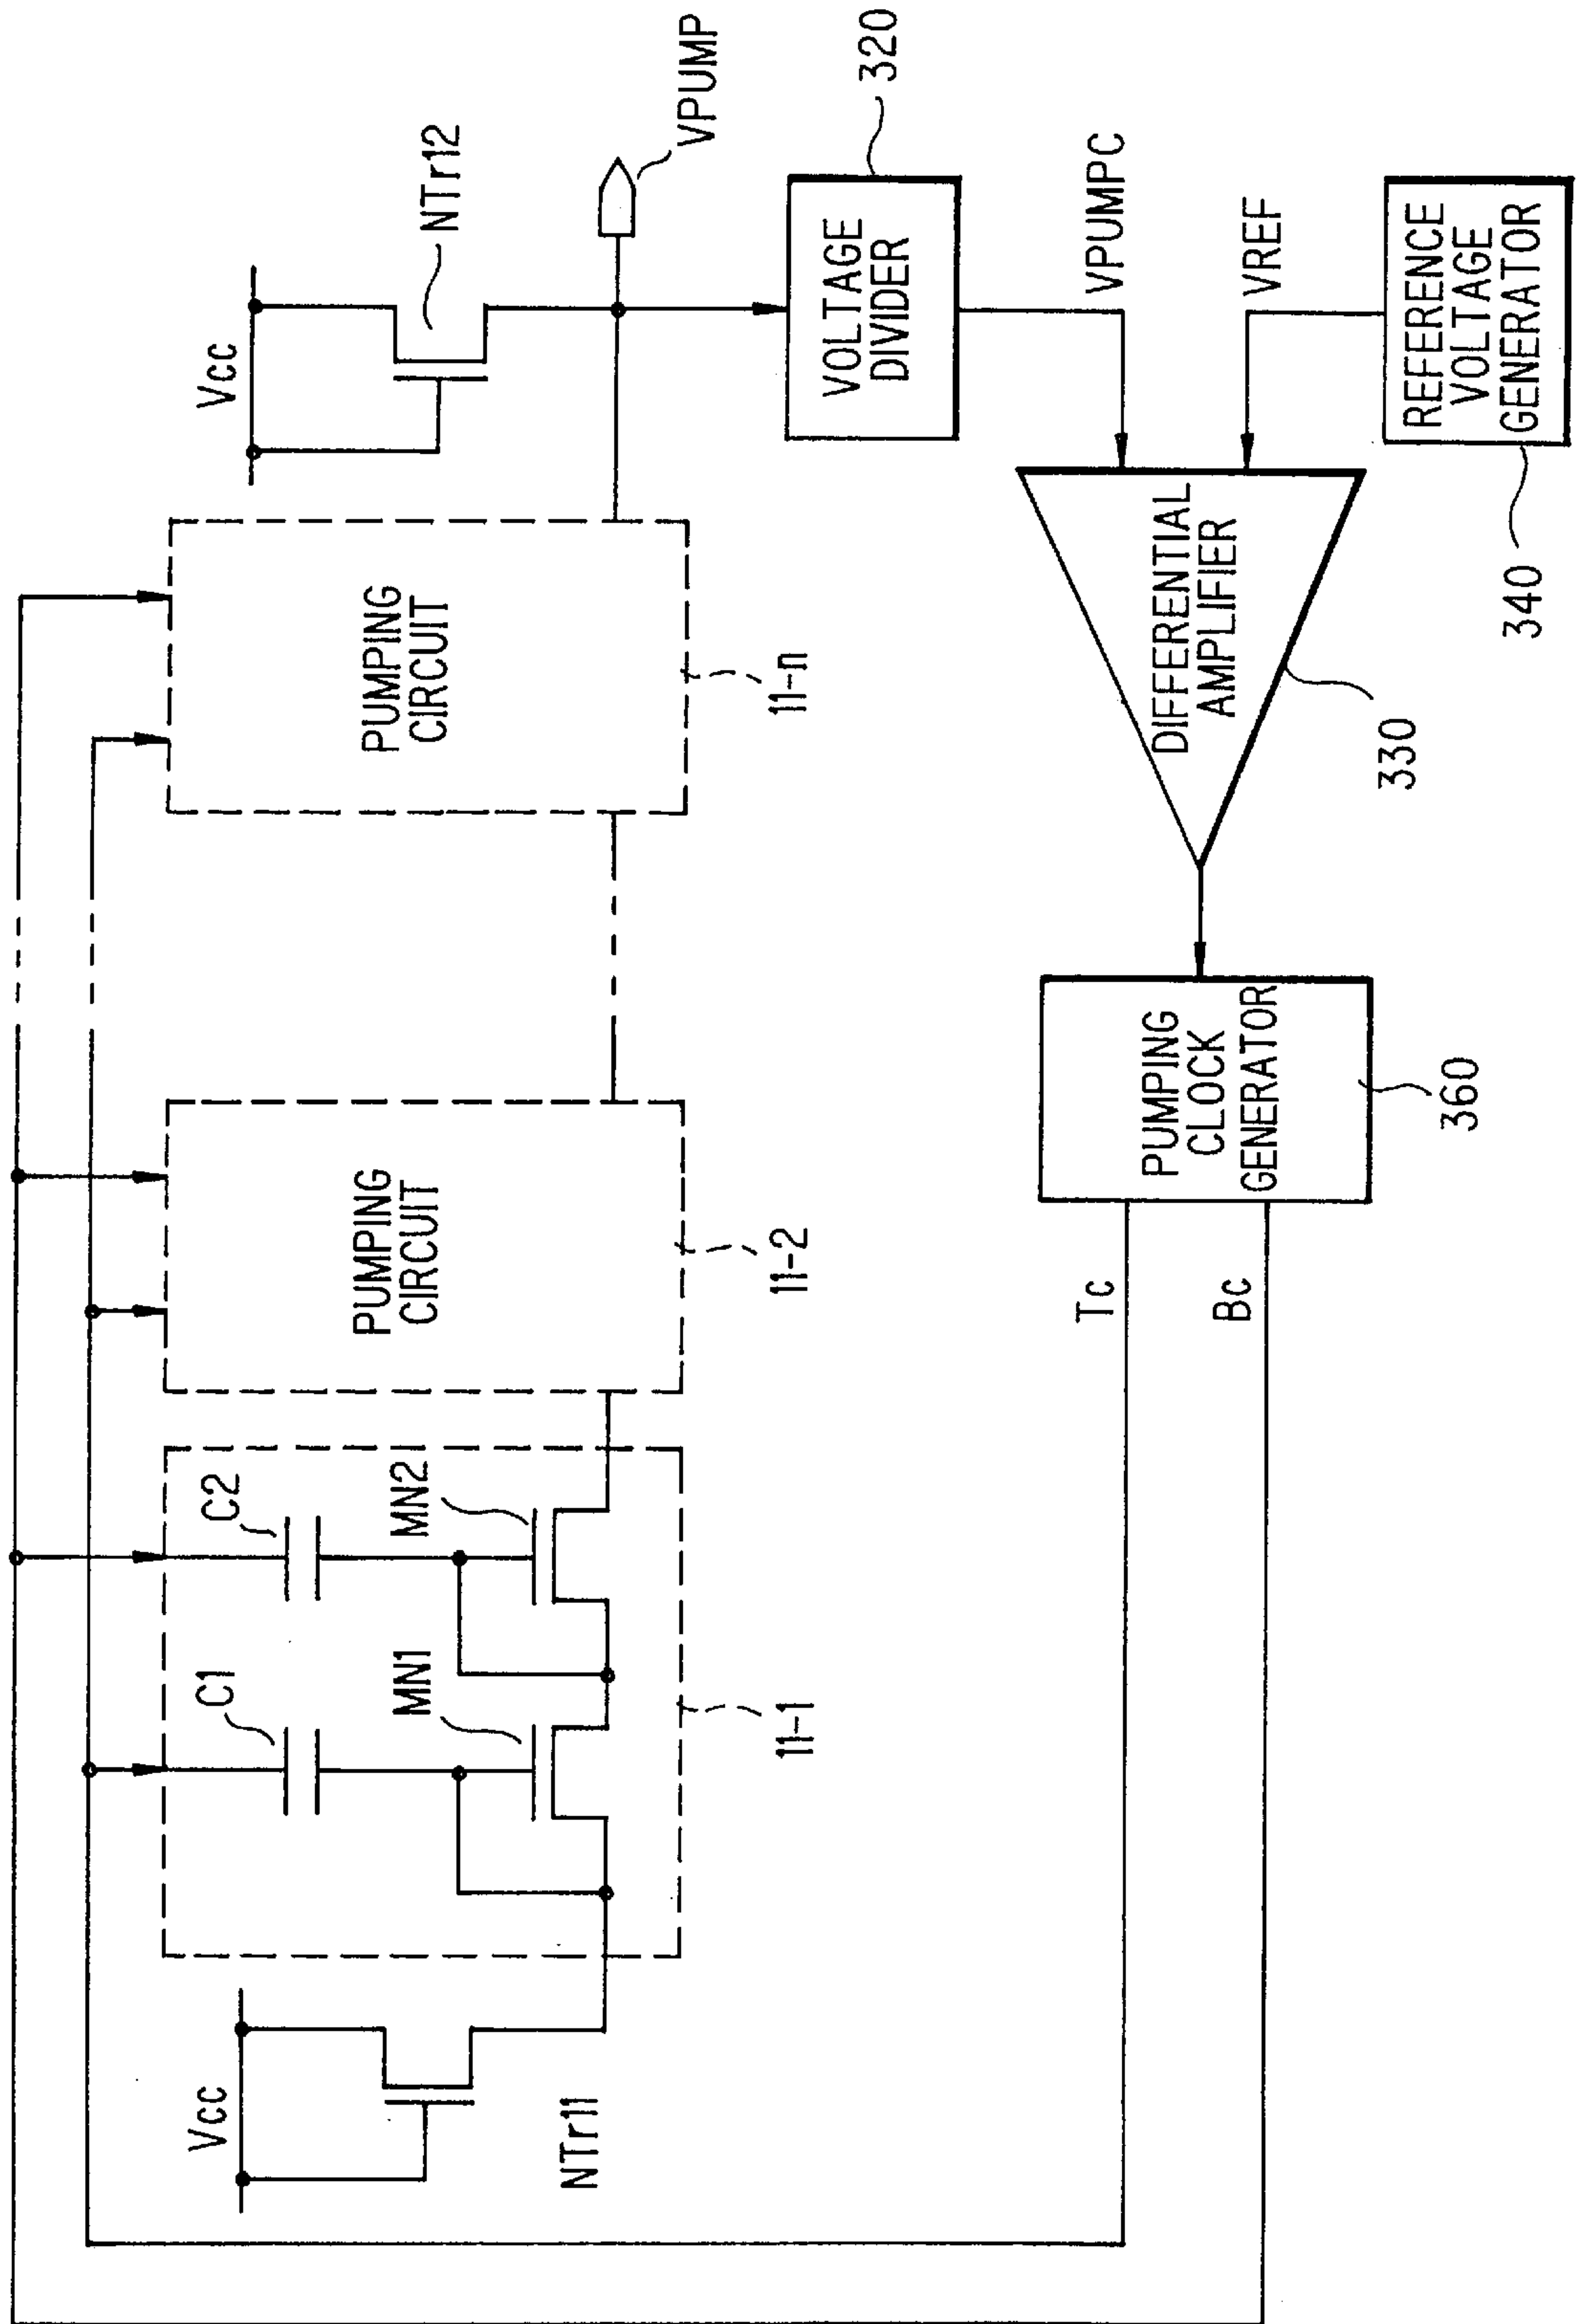 Vcc
NTr11
C1
MN1
C2
MN2
11-1
PUMPING
CIRCUIT
11-2
PUMPING
CIRCUIT
11-n
Vcc
NTr12
VPUMP
VOLTAGE
DIVIDER
320
VPUMPC
VREF
REFERENCE
VOLTAGE
GENERATOR
340
DIFFERENTIAL
AMPLIFIER
330
PUMPING
CLOCK
GENERATOR
360
Tc
Bc